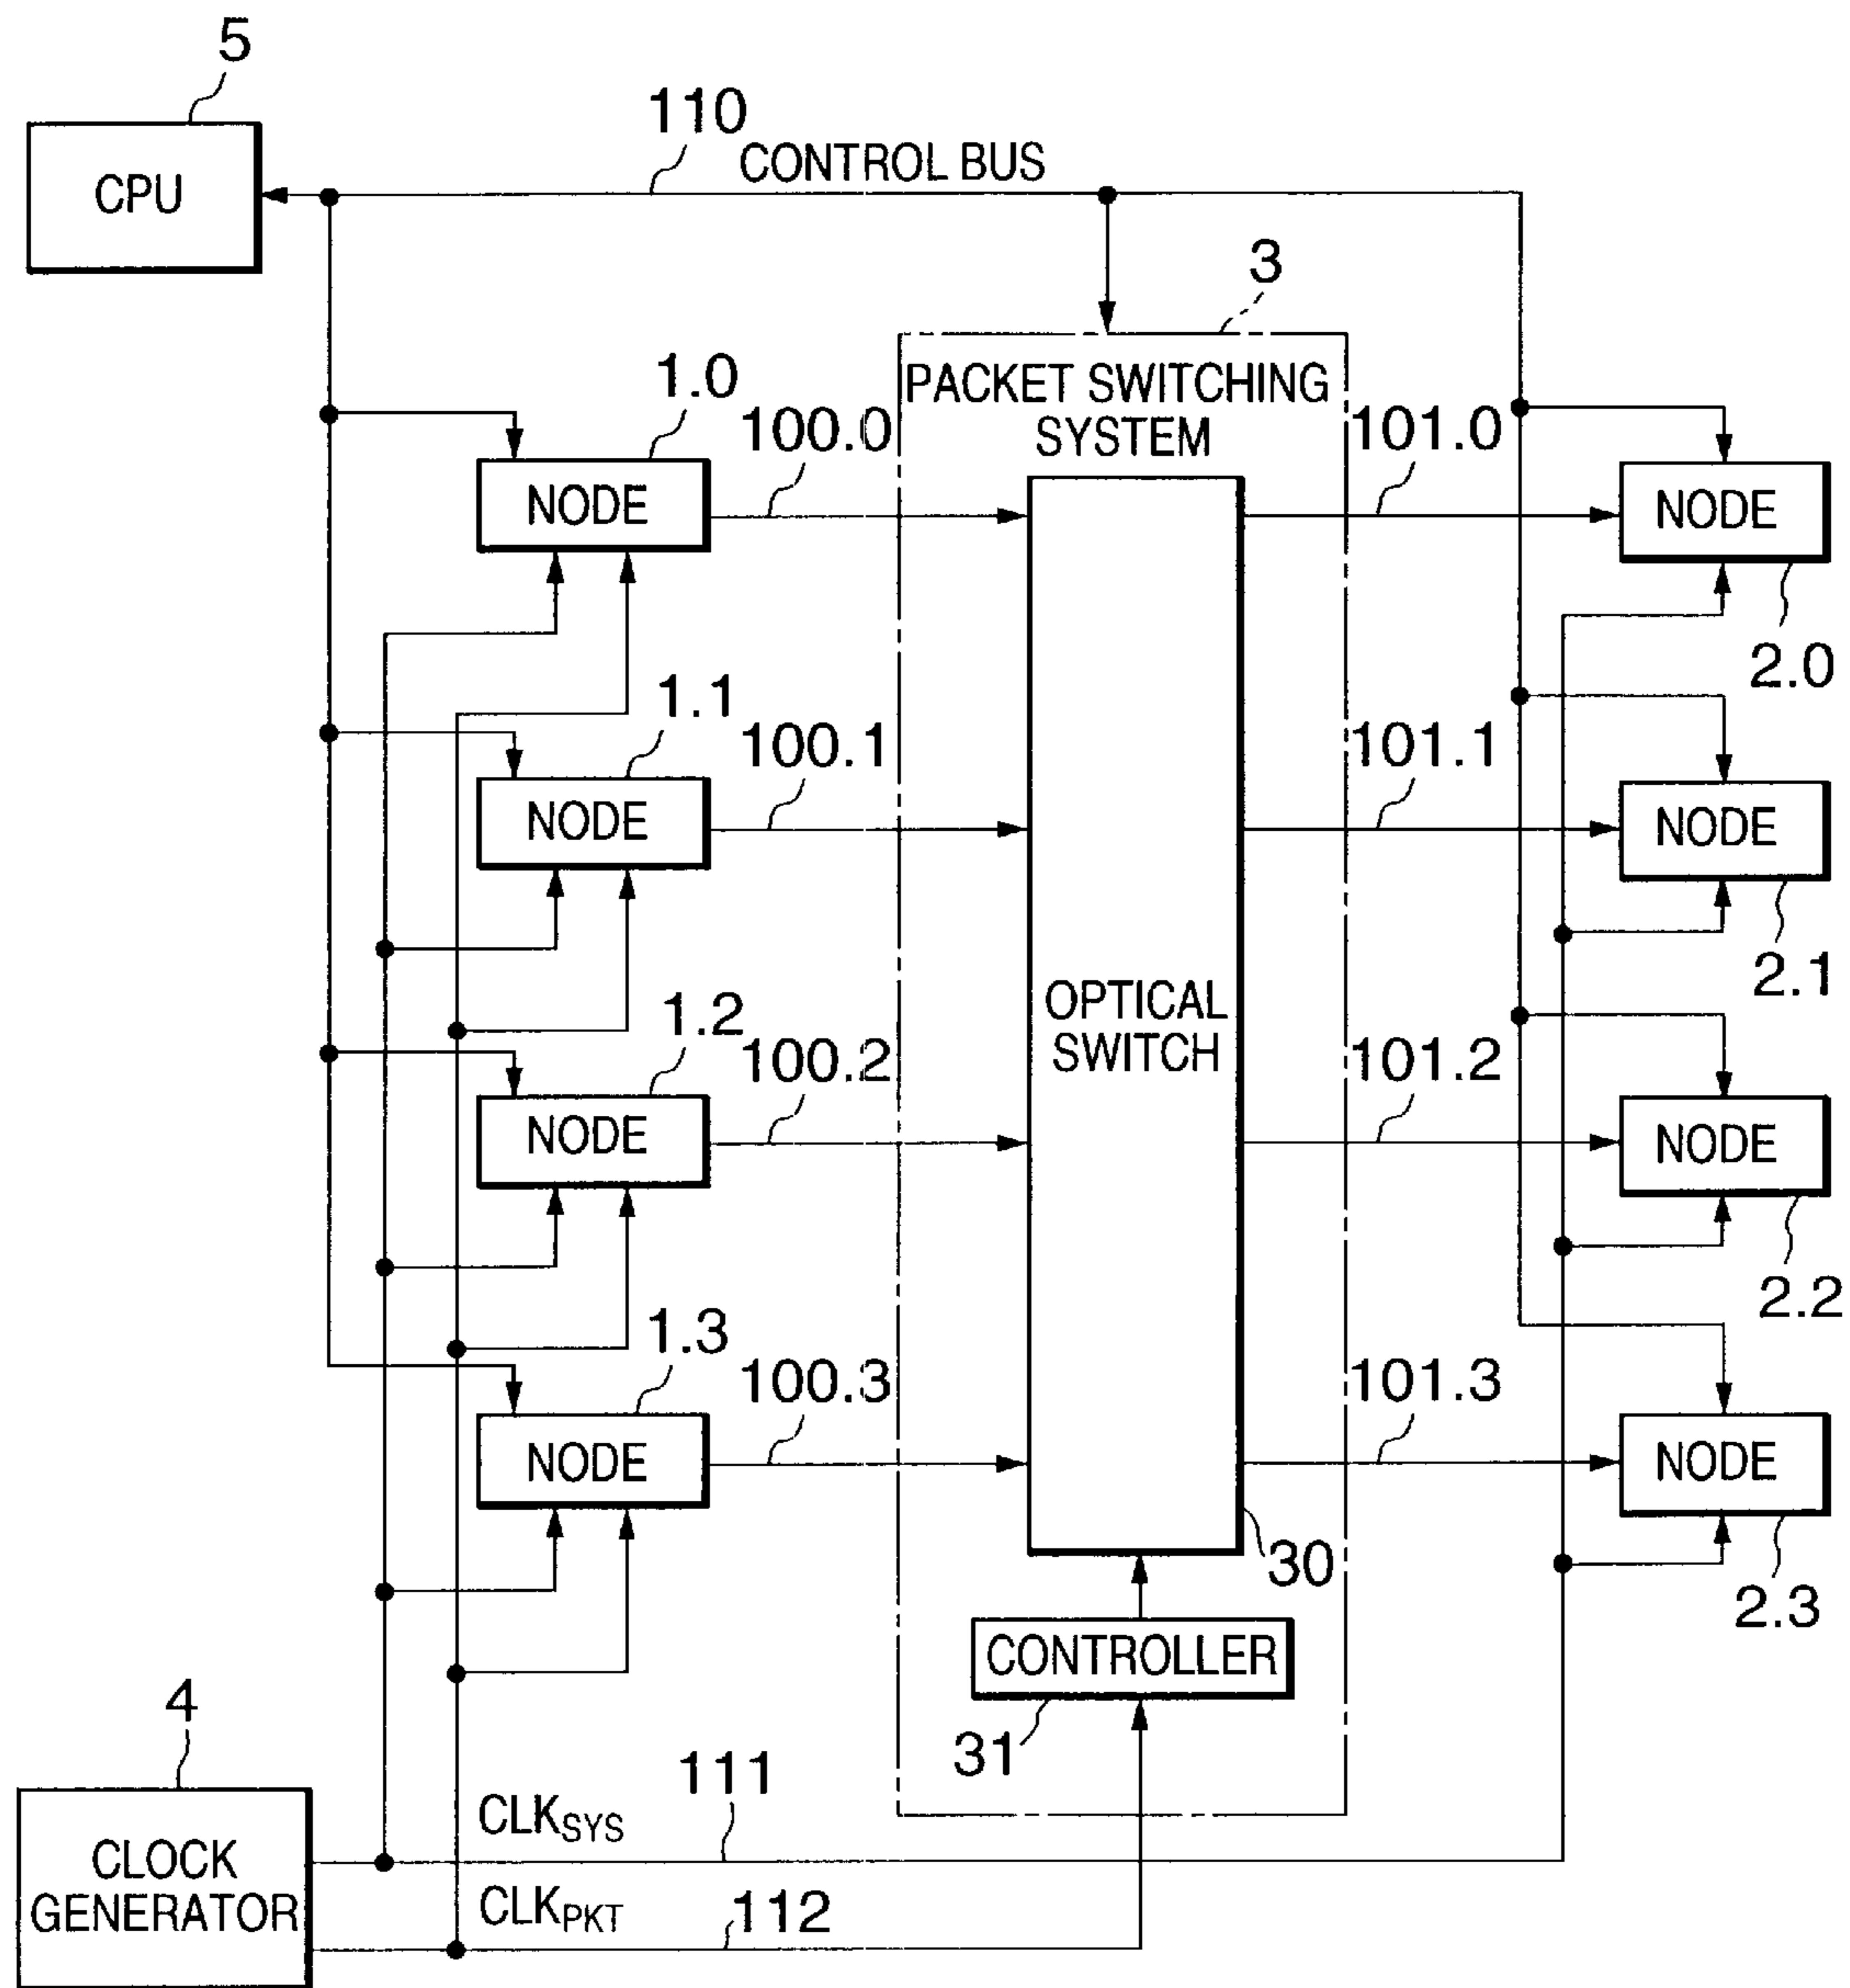 5
CPU
110
CONTROL BUS
3
PACKET SWITCHING
SYSTEM
1.0
NODE
100.0
101.0
NODE
2.0
1.1
NODE
100.1
101.1
NODE
2.1
OPTICAL
SWITCH
1.2
NODE
100.2
101.2
NODE
2.2
1.3
NODE
100.3
101.3
NODE
2.3
30
CONTROLLER
31
4
CLOCK
GENERATOR
CLKSYS
111
CLKPKT
112